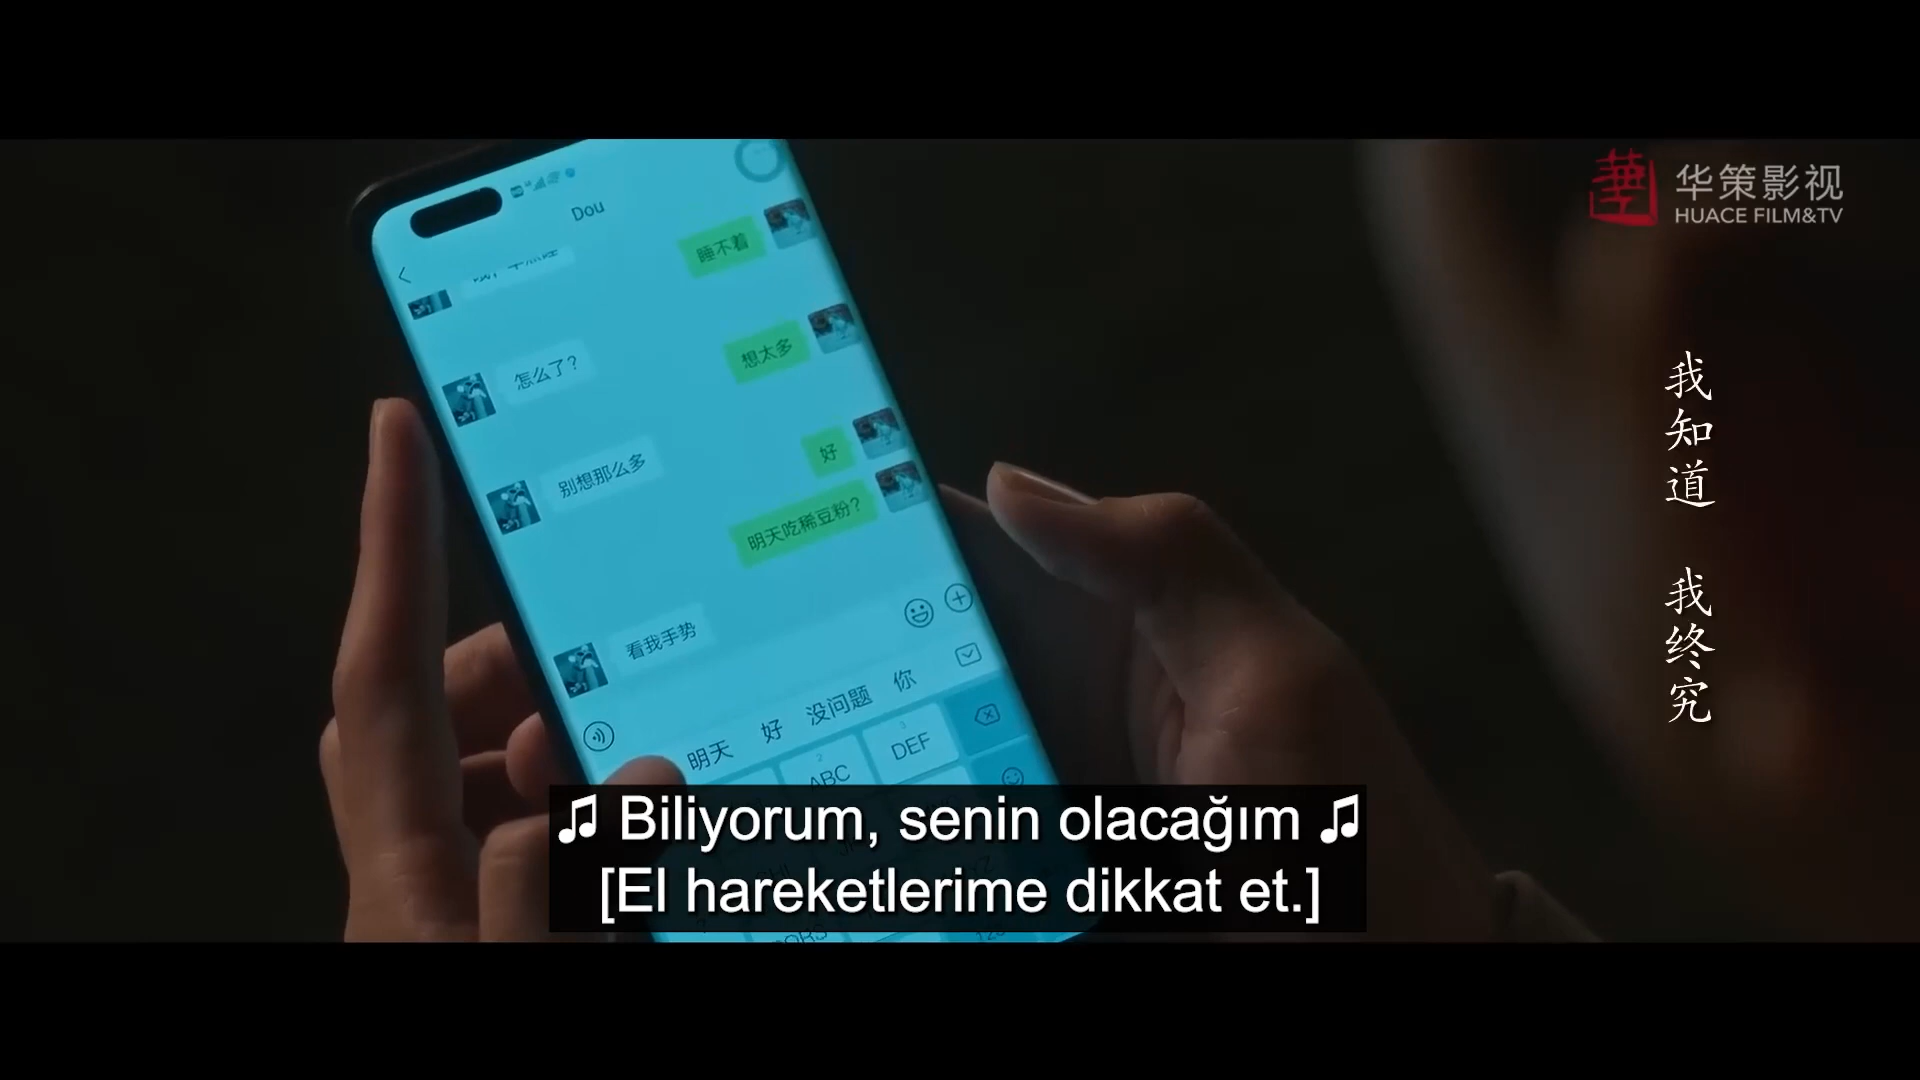 华策影视
HUACE FILM&TV
Dou
睡不着
怎么了?
想太多
别想那么多
好
明天吃稀豆粉?
看我手势
明天 好 没问题 你
2
ABC
3
DEF
我知道 我终究
♫ Biliyorum, senin olacağım ♫
[El hareketlerime dikkat et.]